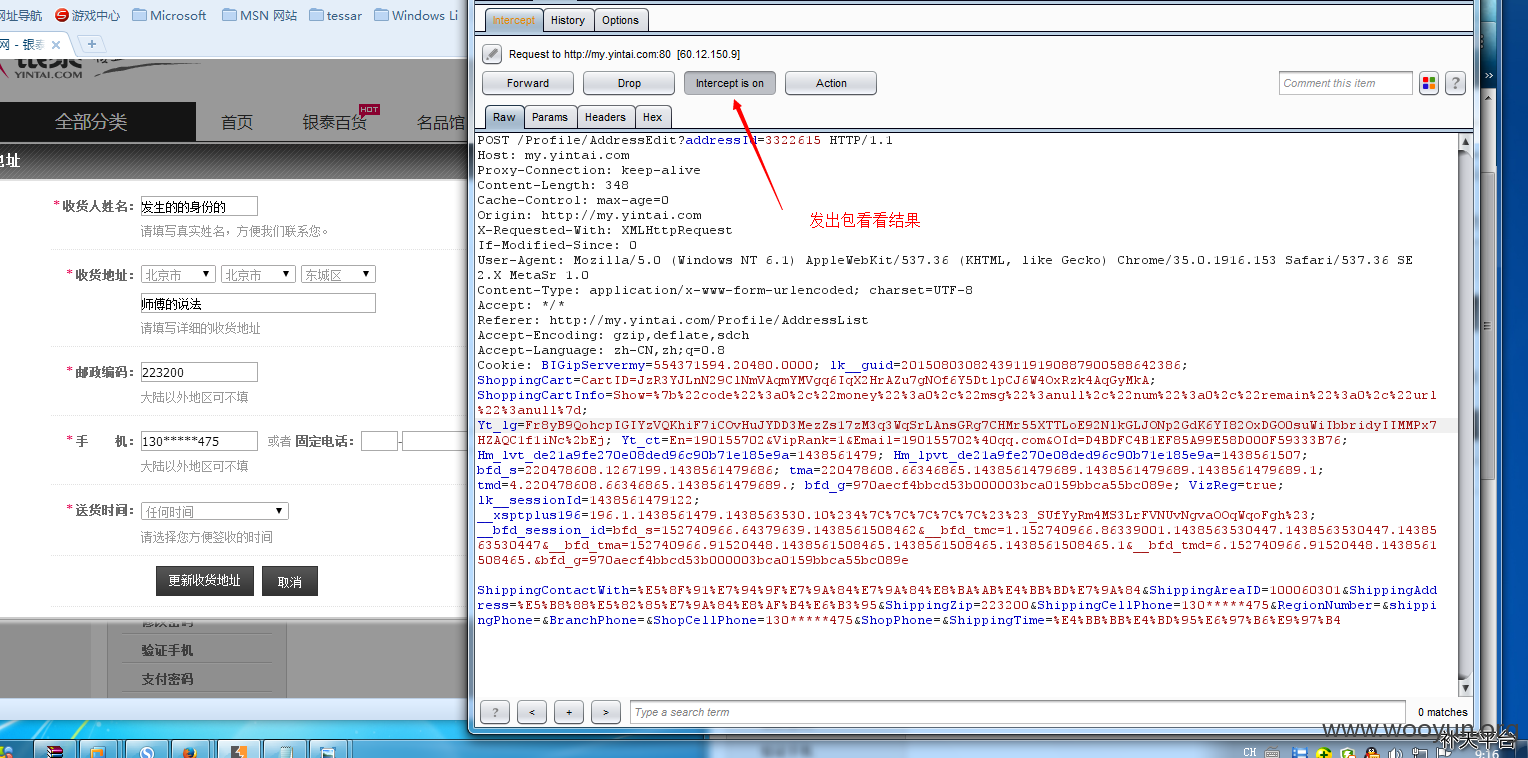 网址导航 游戏中心 Microsoft MSN 网站 tessar Windows Li
网 - 银泰
YINTAI.COM
全部分类 首页 银泰百货 HOT 名品馆
地址
*收货人姓名: 发生的的身份的
请填写真实姓名，方便我们联系您。
*收货地址: 北京市 北京市 东城区
师傅的说法
请填写详细的收货地址
*邮政编码: 223200
大陆以外地区可不填
*手 机: 130*****475 或者 固定电话: -
大陆以外地区可不填
*送货时间: 任何时间
请选择您方便签收的时间
更新收货地址 取消
修改密码
验证手机
支付密码
Intercept History Options
Request to http://my.yintai.com:80 [60.12.150.9]
Forward Drop Intercept is on Action Comment this item ?
Raw Params Headers Hex
POST /Profile/AddressEdit?addressId=3322615 HTTP/1.1
Host: my.yintai.com
Proxy-Connection: keep-alive
Content-Length: 348
Cache-Control: max-age=0
Origin: http://my.yintai.com
X-Requested-With: XMLHttpRequest
If-Modified-Since: 0
User-Agent: Mozilla/5.0 (Windows NT 6.1) AppleWebKit/537.36 (KHTML, like Gecko) Chrome/35.0.1916.153 Safari/537.36 SE
2.X MetaSr 1.0
Content-Type: application/x-www-form-urlencoded; charset=UTF-8
Accept: */*
Referer: http://my.yintai.com/Profile/AddressList
Accept-Encoding: gzip,deflate,sdch
Accept-Language: zh-CN,zh;q=0.8
Cookie: BIGipServermy=554371594.20480.0000; lk__guid=2015080308243911919088790058864​2386;
ShoppingCart=CartID=JzR3YJLnN29ClNmVAqmYMVgq6IqX2HrAZu7gNOf6Y5DtlpCJ6W4OxRzk4AqGyMkA;
ShoppingCartInfo=Show=%7b%22code%22%3a0%2c%22money%22%3a0%2c%22msg%22%3anull%2c%22num%22%3a0%2c%22remain%22%3a0%2c%22url
%22%3anull%7d;
Yt_lg=Fr8yB9QohcpIGIYzVQKhiF7iCOvHuJYDD3MezZs17zM3q3WqSrLAnsGRg7CHMr55XTTLoE92NlkGLJONp2GdK6YI82OxDGOOsuWiIbbridyIIMMPx7
HZAQC1f1iNc%2bEj; Yt_ct=En=190155702&VipRank=1&Email=190155702%40qq.com&OId=D4BDFC4B1EF85A99E58D000F59333B76;
Hm_lvt_de21a9fe270e08ded96c90b71e185e9a=1438561479; Hm_lpvt_de21a9fe270e08ded96c90b71e185e9a=1438561507;
bfd_s=220478608.1267199.1438561479686; tma=220478608.66346865.1438561479689.1438561479689.1438561479689.1;
tmd=4.220478608.66346865.1438561479689.; bfd_g=970aecf4bbcd53b000003bca0159bbca55bc089e; VizReg=true;
lk__sessionId=1438561479122;
__xsptplus196=196.1.1438561479.1438563530.10%234%7C%7C%7C%7C%7C%23%23_SUfYyRm4MS3LrFVNUvNgvaOOqWqoFgh%23;
__bfd_session_id=bfd_s=152740966.64379639.1438561508462&__bfd_tmc=1.152740966.86339001.1438563530447.1438563530447.14385
63530447&__bfd_tma=152740966.91520448.1438561508465.1438561508465.1438561508465.1&__bfd_tmd=6.152740966.91520448.1438561
508465.&bfd_g=970aecf4bbcd53b000003bca0159bbca55bc089e
ShippingContactWith=%E5%8F%91%E7%94%9F%E7%9A%84%E7%9A%84%E8%BA%AB%E4%BB%BD%E7%9A%84&ShippingAreaID=100060301&ShippingAdd
ress=%E5%B8%88%E5%82%85%E7%9A%84%E8%AF%B4%E6%B3%95&ShippingZip=223200&ShippingCellPhone=130*****475&RegionNumber=&shippi
ngPhone=&BranchPhone=&ShopCellPhone=130*****475&ShopPhone=&ShippingTime=%E4%BB%BB%E4%BD%95%E6%97%B6%E9%97%B4
发出包看看结果
? < + > Type a search term 0 matches
www.wooyun.org
补天平台
CH 9:16